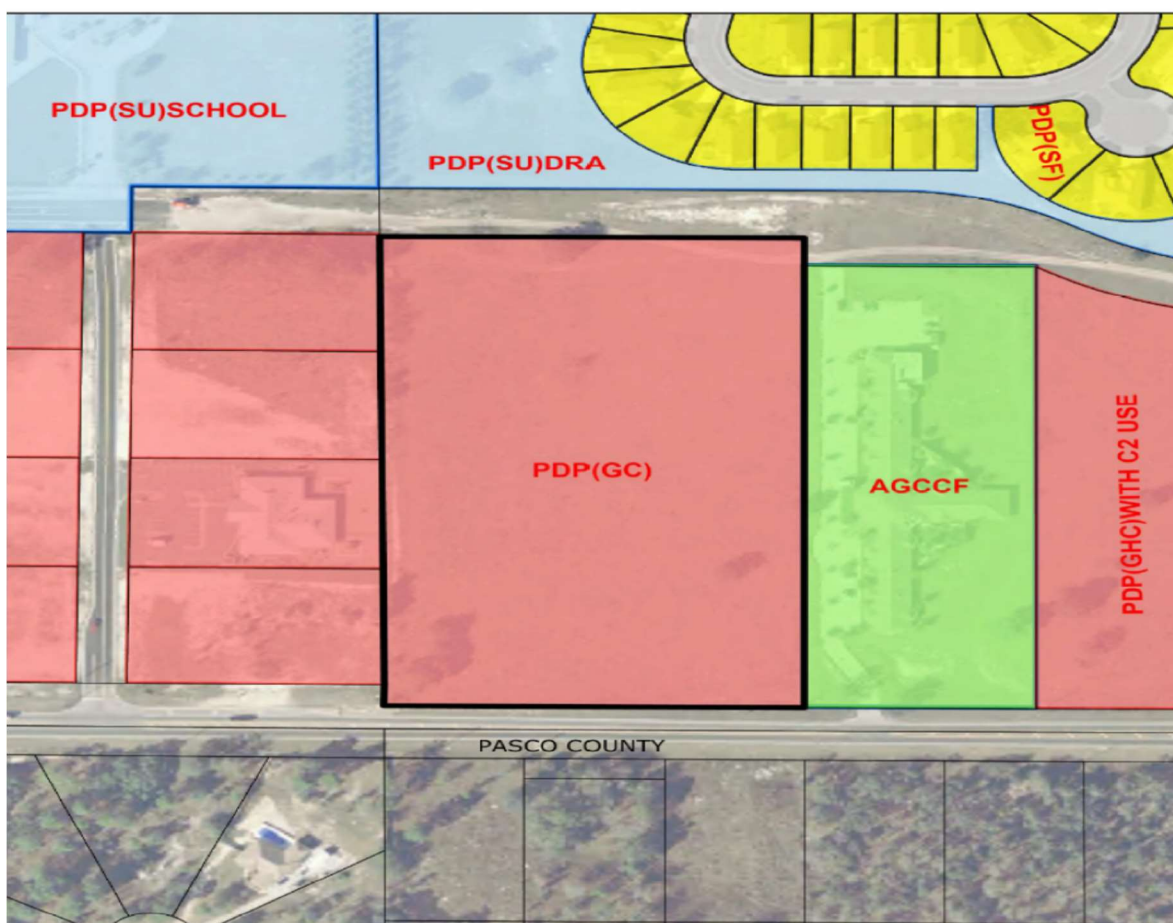 PDP(SU)SCHOOL
PDP(SU)DRA
PDP(SF)
PDP(GC)
AGCCF
PDP(GHC)WITH C2 USE
PASCO COUNTY